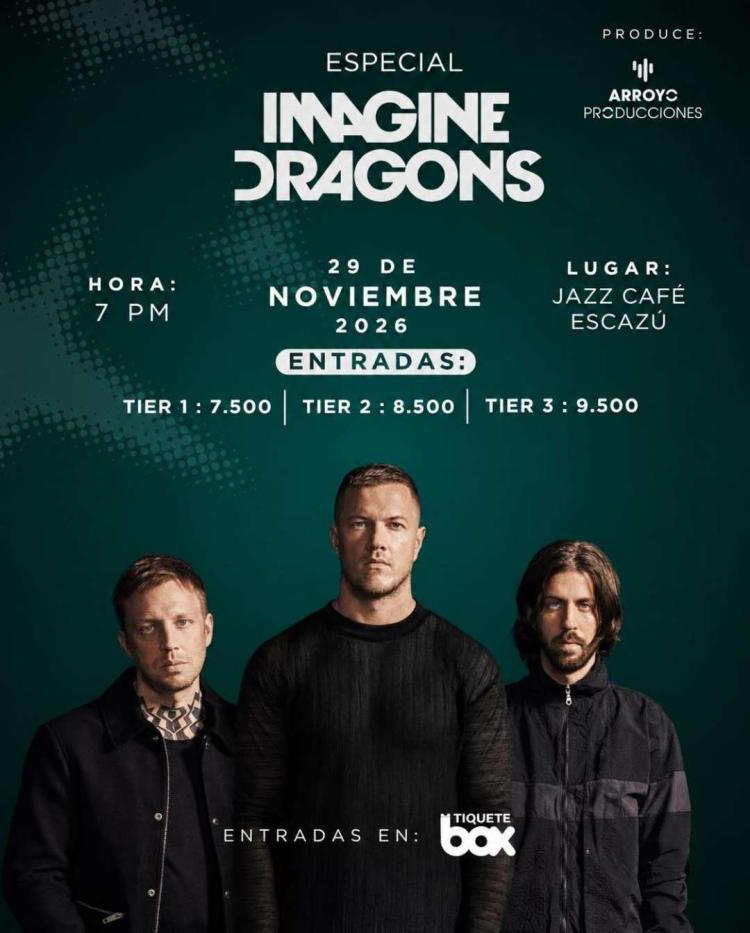 PRODUCE:
ARROYO
PRODUCCIONES
ESPECIAL
IMAGINE
DRAGONS
HORA:
7 PM
29 DE
NOVIEMBRE
2026
LUGAR:
JAZZ CAFÉ
ESCAZÚ
ENTRADAS:
TIER 1 : 7.500 | TIER 2 : 8.500 | TIER 3 : 9.500
ENTRADAS EN:
TIQUETE
box